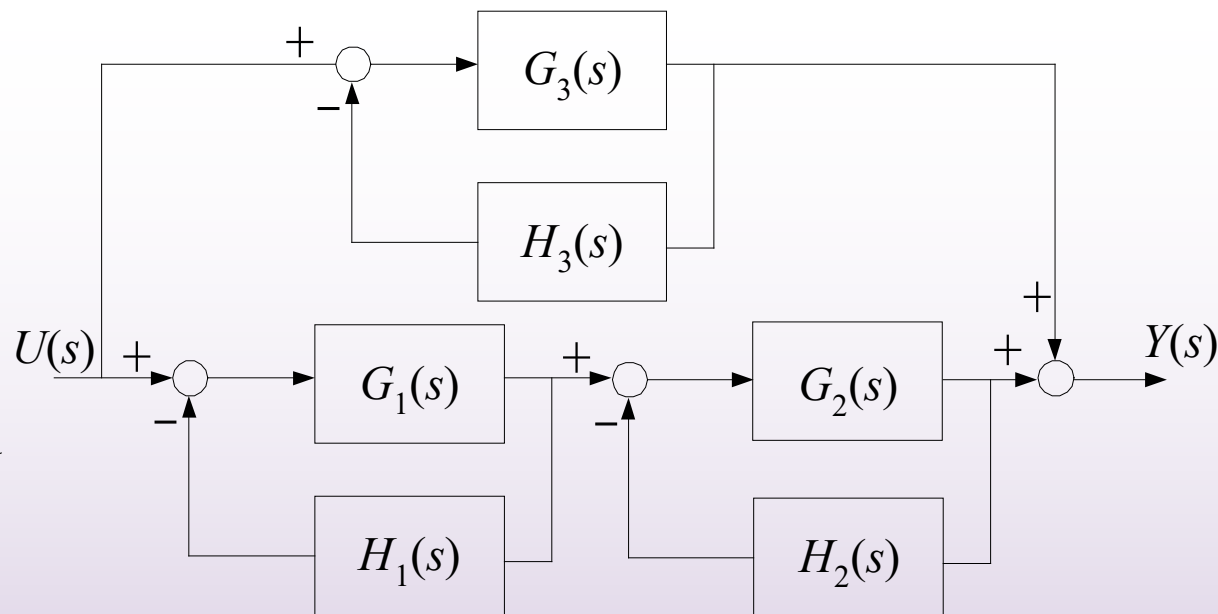 +
G₃(s)
−
H₃(s)
+
U(s) + G₁(s) + G₂(s) + Y(s)
− −
H₁(s) H₂(s)